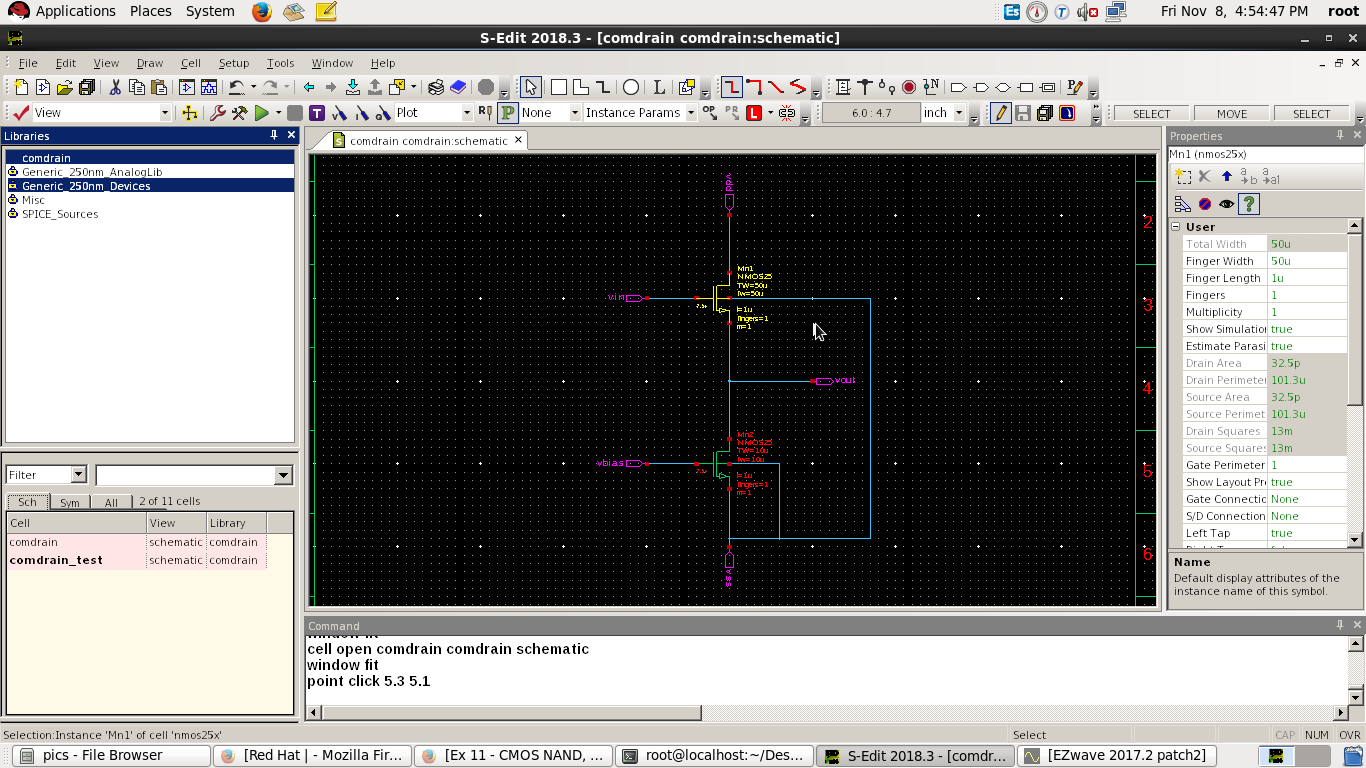 Applications Places System Es T Fri Nov 8, 4:54:47 PM root
S-Edit 2018.3 - [comdrain comdrain:schematic]
File Edit View Draw Cell Setup Tools Window Help
View T Plot P None Instance Params OP PR L 6.0 : 4.7 inch SELECT MOVE SELECT
Libraries
comdrain
Generic_250nm_AnalogLib
Generic_250nm_Devices
Misc
SPICE_Sources
Filter
Sch Sym All 2 of 11 cells
Cell View Library
comdrain schematic comdrain
comdrain_test schematic comdrain
comdrain comdrain:schematic
vdd
Mn1
NMOS25
TW=50u
fw=50u
vin
l=1u
fingers=1
m=1
vout
Mn2
NMOS25
TW=10u
fw=10u
vbias
l=1u
fingers=1
m=1
vss
2
3
4
5
6
Command
window fit
cell open comdrain comdrain schematic
window fit
point click 5.3 5.1
Properties
Mn1 (nmos25x)
User
Total Width 50u
Finger Width 50u
Finger Length 1u
Fingers 1
Multiplicity 1
Show Simulation true
Estimate Parasi true
Drain Area 32.5p
Drain Perimeter 101.3u
Source Area 32.5p
Source Perimet 101.3u
Drain Squares 13m
Source Squares 13m
Gate Perimeter 1
Show Layout Pr true
Gate Connectic None
S/D Connection None
Left Tap true
Name
Default display attributes of the
instance name of this symbol.
Selection:Instance 'Mn1' of cell 'nmos25x' Select CAP NUM OVR
pics - File Browser [Red Hat | - Mozilla Fir... [Ex 11 - CMOS NAND, ... root@localhost:~/Des... S-Edit 2018.3 - [comdr... [EZwave 2017.2 patch2]